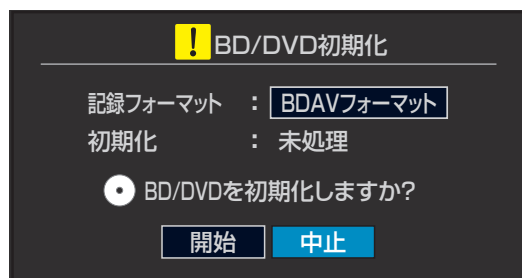 ! BD/DVD初期化
記録フォーマット : BDAVフォーマット
初期化 : 未処理
BD/DVDを初期化しますか?
開始 中止